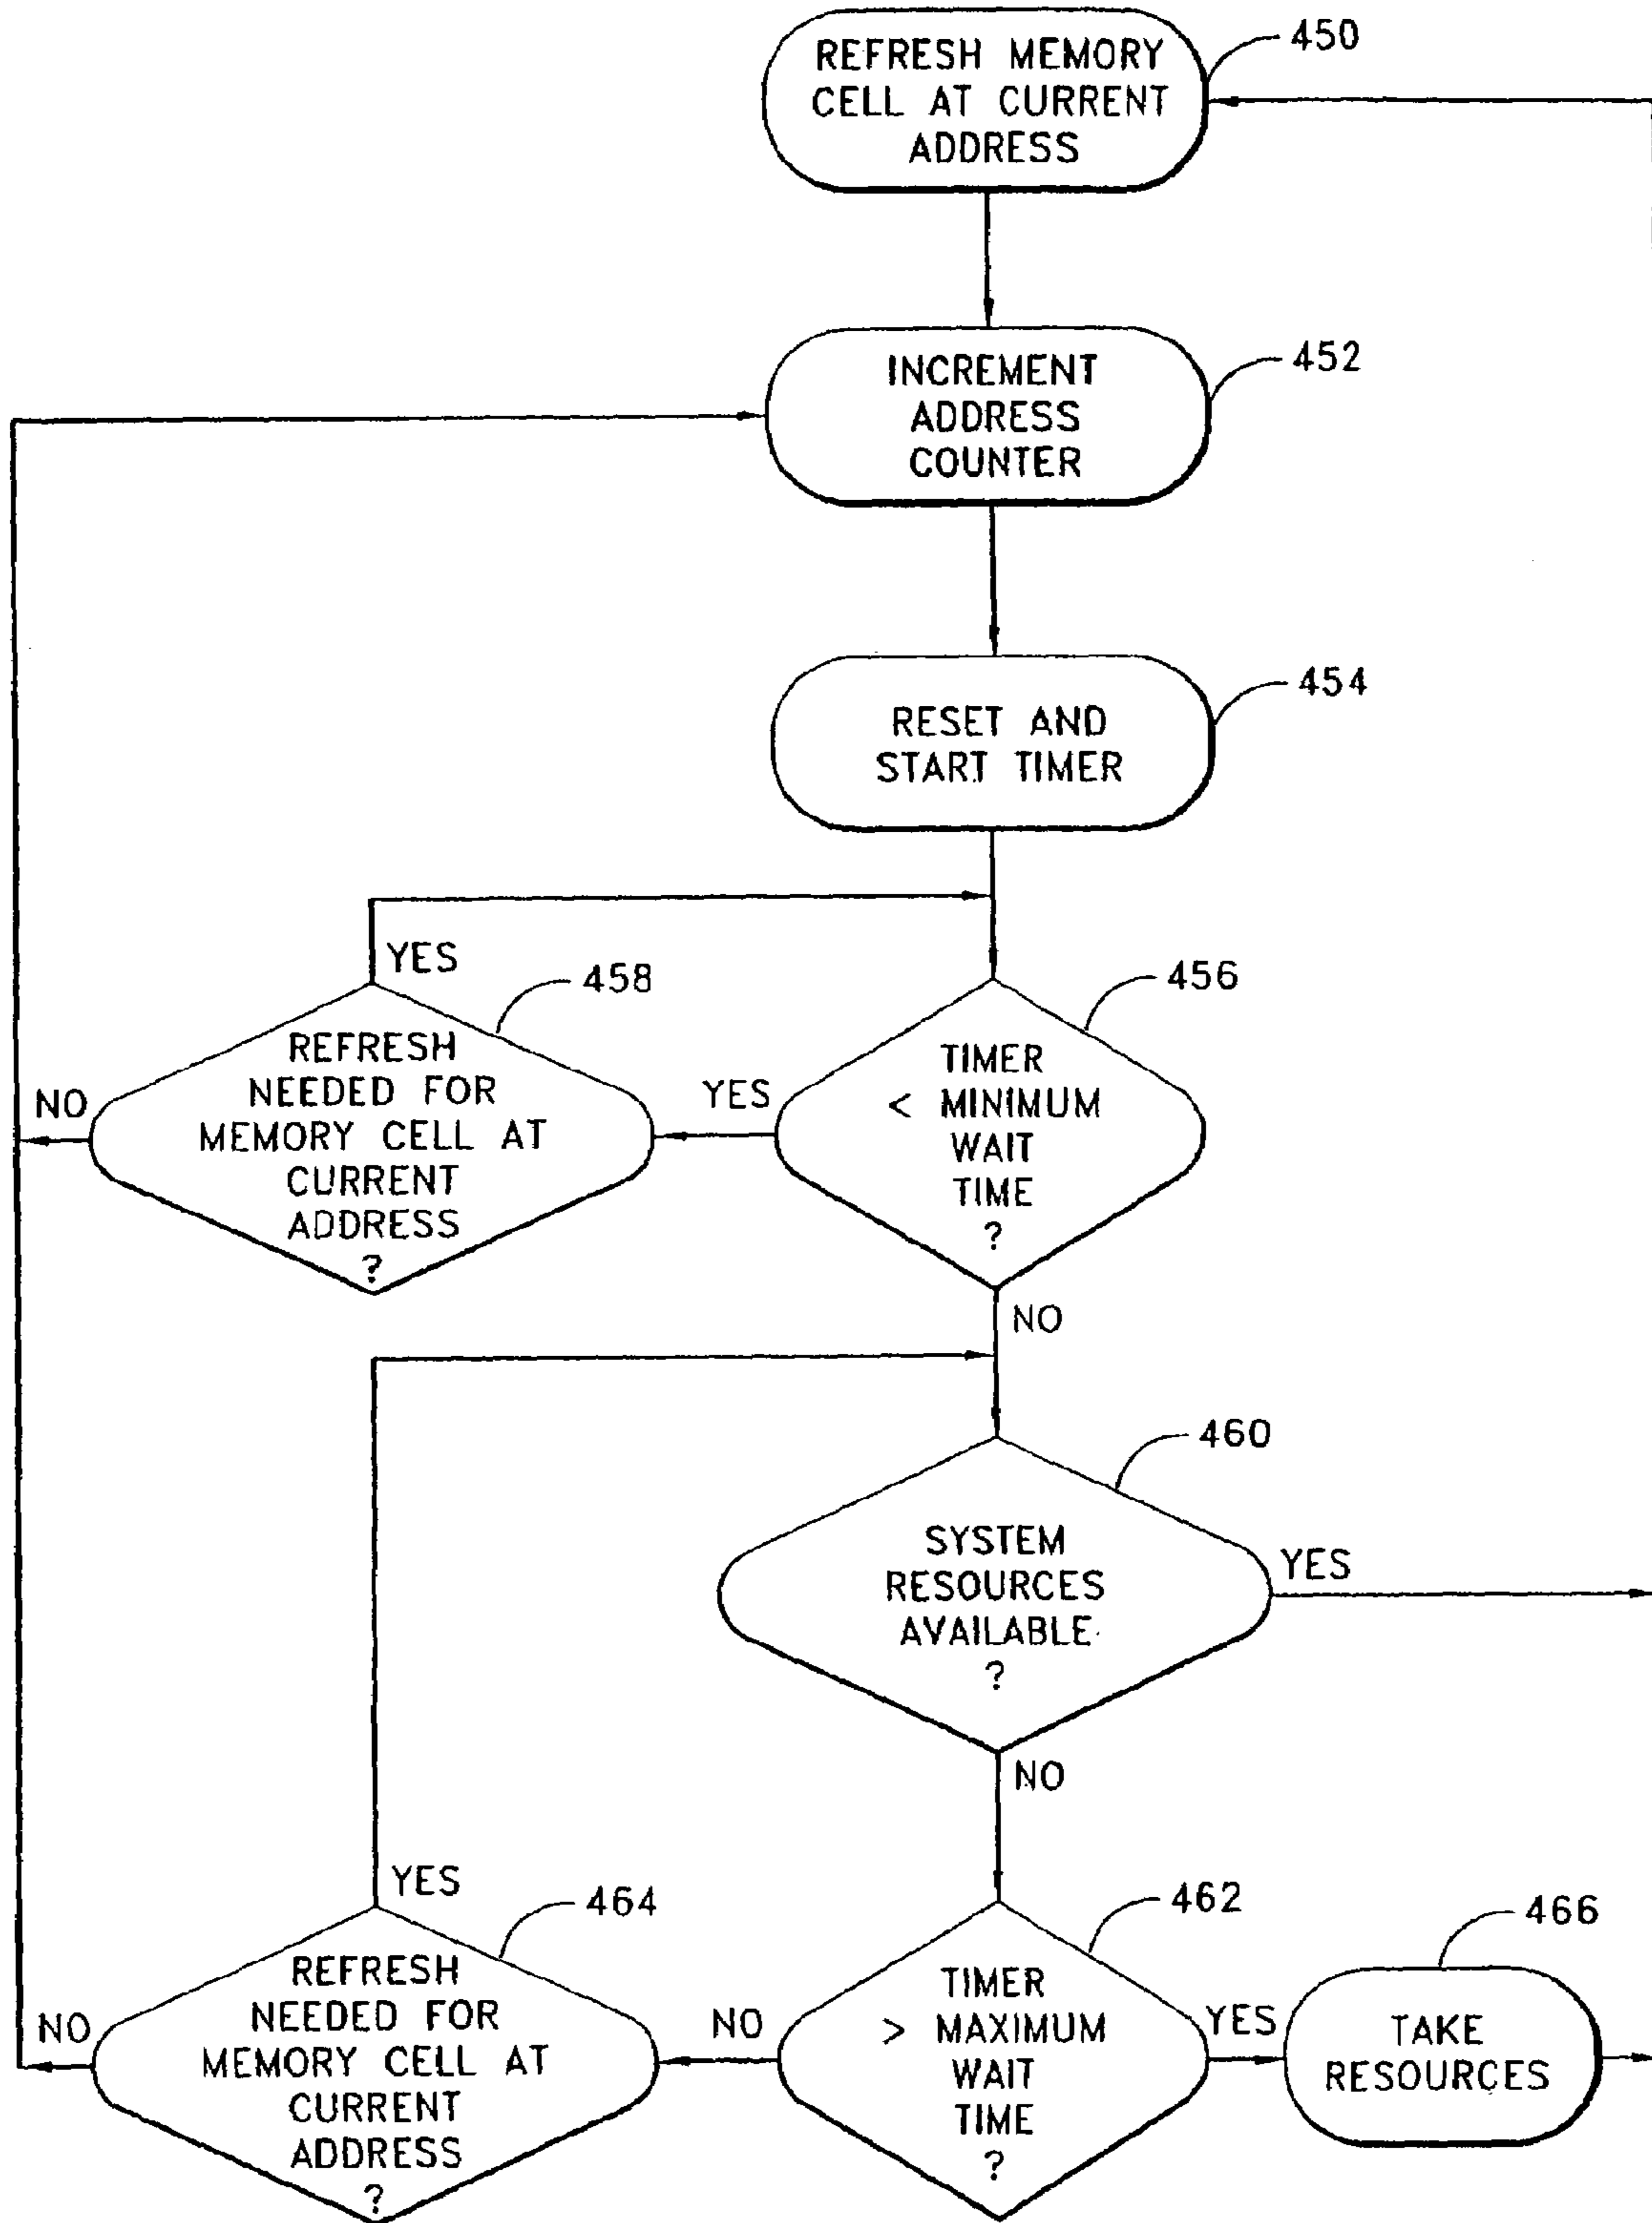 REFRESH MEMORY
CELL AT CURRENT
ADDRESS
450
INCREMENT
ADDRESS
COUNTER
452
RESET AND
START TIMER
454
YES
458
REFRESH
NEEDED FOR
MEMORY CELL AT
CURRENT
ADDRESS
?
NO
YES
456
TIMER
< MINIMUM
WAIT
TIME
?
NO
460
SYSTEM
RESOURCES
AVAILABLE
?
YES
NO
YES
464
REFRESH
NEEDED FOR
MEMORY CELL AT
CURRENT
ADDRESS
?
NO
NO
462
TIMER
> MAXIMUM
WAIT
TIME
?
YES
466
TAKE
RESOURCES